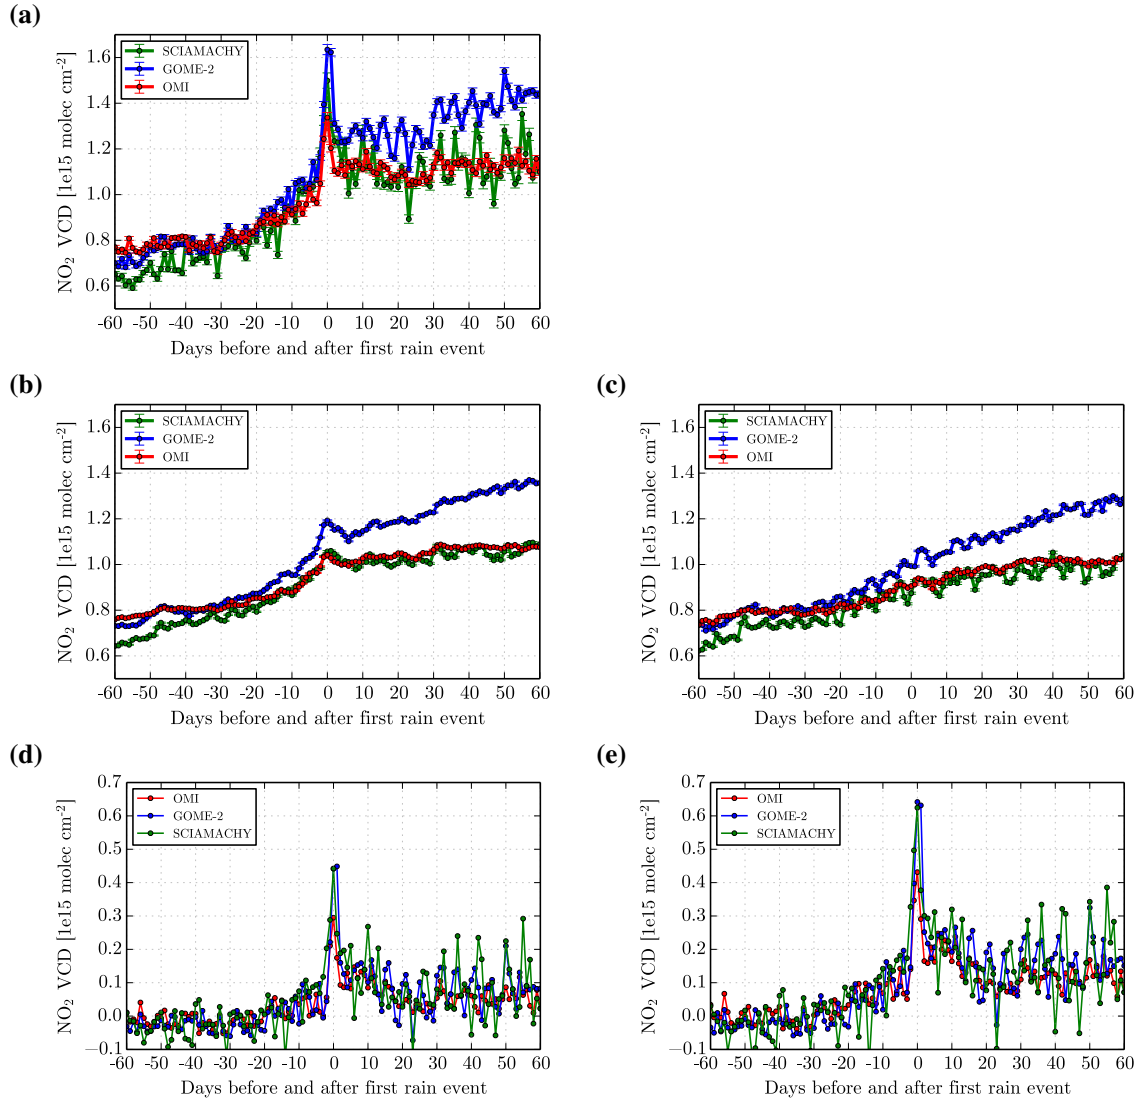 (a)
SCIAMACHY
GOME-2
OMI
NO₂ VCD [1e15 molec cm⁻²]
1.6
1.4
1.2
1.0
0.8
0.6
-60 -50 -40 -30 -20 -10 0 10 20 30 40 50 60
Days before and after first rain event
(b)
SCIAMACHY
GOME-2
OMI
NO₂ VCD [1e15 molec cm⁻²]
1.6
1.4
1.2
1.0
0.8
0.6
-60 -50 -40 -30 -20 -10 0 10 20 30 40 50 60
Days before and after first rain event
(c)
SCIAMACHY
GOME-2
OMI
NO₂ VCD [1e15 molec cm⁻²]
1.6
1.4
1.2
1.0
0.8
0.6
-60 -50 -40 -30 -20 -10 0 10 20 30 40 50 60
Days before and after first rain event
(d)
OMI
GOME-2
SCIAMACHY
NO₂ VCD [1e15 molec cm⁻²]
0.7
0.6
0.5
0.4
0.3
0.2
0.1
0.0
−0.1
-60 -50 -40 -30 -20 -10 0 10 20 30 40 50 60
Days before and after first rain event
(e)
OMI
GOME-2
SCIAMACHY
NO₂ VCD [1e15 molec cm⁻²]
0.7
0.6
0.5
0.4
0.3
0.2
0.1
0.0
−0.1
-60 -50 -40 -30 -20 -10 0 10 20 30 40 50 60
Days before and after first rain event